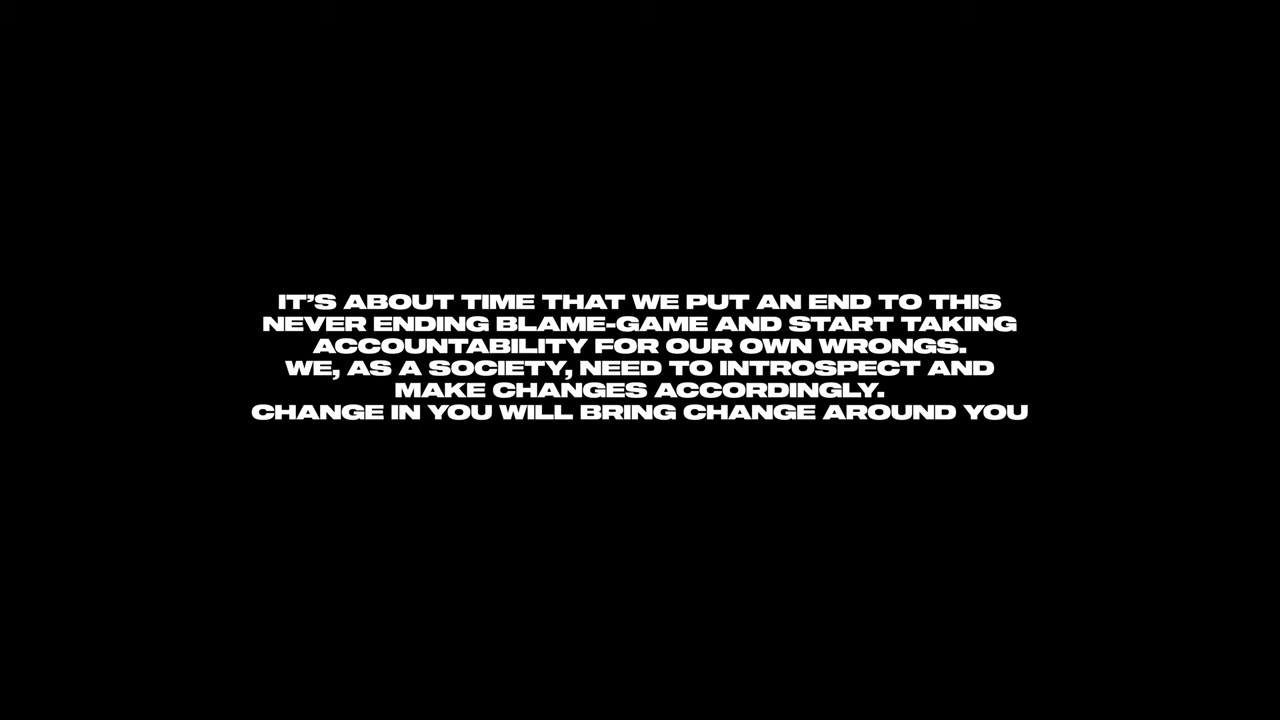 IT’S ABOUT TIME THAT WE PUT AN END TO THIS
NEVER ENDING BLAME-GAME AND START TAKING
ACCOUNTABILITY FOR OUR OWN WRONGS.
WE, AS A SOCIETY, NEED TO INTROSPECT AND
MAKE CHANGES ACCORDINGLY.
CHANGE IN YOU WILL BRING CHANGE AROUND YOU